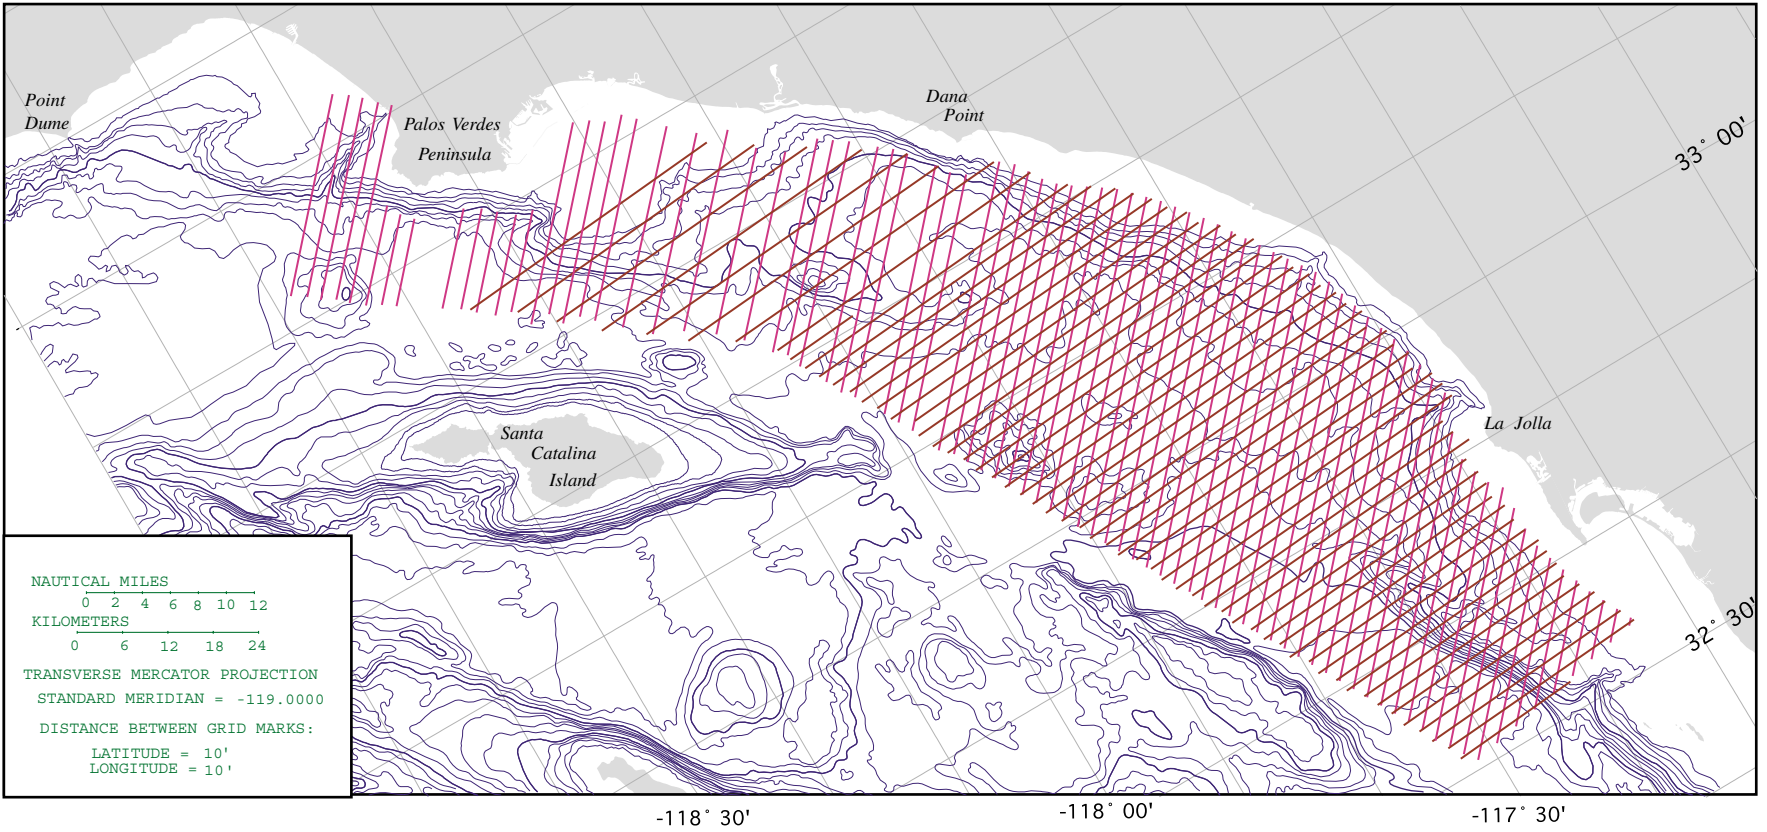 Point
Dume
Palos Verdes
Peninsula
Dana
Point
33° 00'
La Jolla
Santa
Catalina
Island
32° 30'
NAUTICAL MILES
0 2 4 6 8 10 12
KILOMETERS
0 6 12 18 24
TRANSVERSE MERCATOR PROJECTION
STANDARD MERIDIAN = -119.0000
DISTANCE BETWEEN GRID MARKS:
LATITUDE = 10'
LONGITUDE = 10'
-118° 30'
-118° 00'
-117° 30'